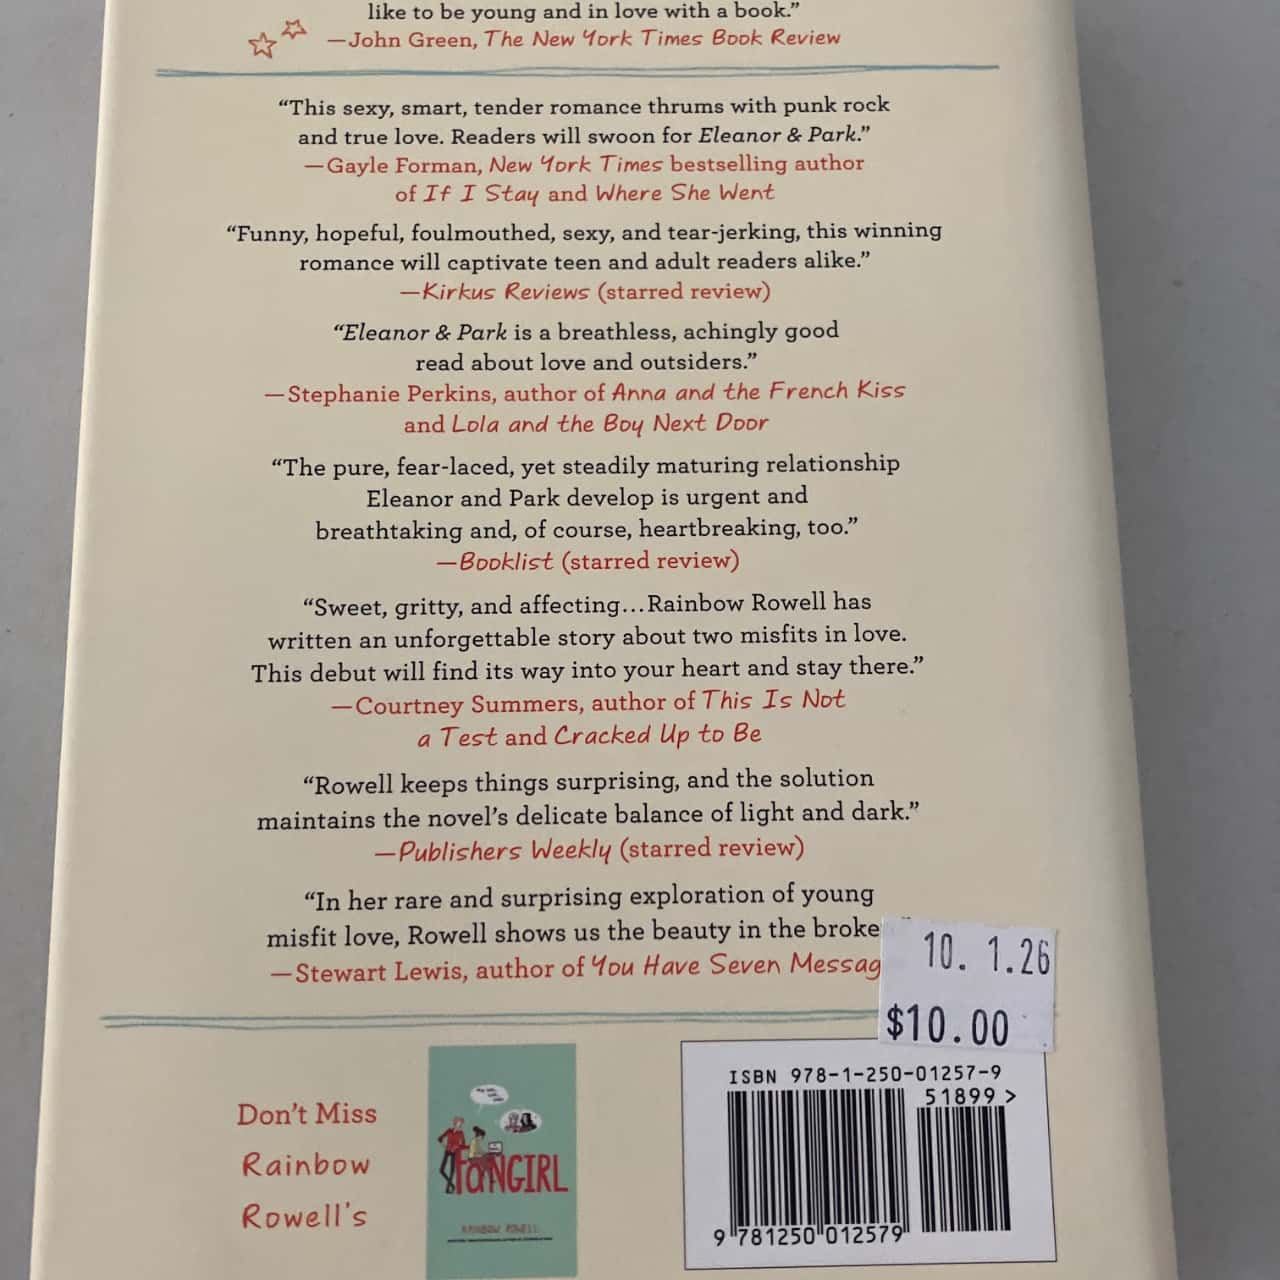 like to be young and in love with a book.”
—John Green, The New York Times Book Review
“This sexy, smart, tender romance thrums with punk rock
and true love. Readers will swoon for Eleanor & Park.”
—Gayle Forman, New York Times bestselling author
of If I Stay and Where She Went
“Funny, hopeful, foulmouthed, sexy, and tear-jerking, this winning
romance will captivate teen and adult readers alike.”
—Kirkus Reviews (starred review)
“Eleanor & Park is a breathless, achingly good
read about love and outsiders.”
—Stephanie Perkins, author of Anna and the French Kiss
and Lola and the Boy Next Door
“The pure, fear-laced, yet steadily maturing relationship
Eleanor and Park develop is urgent and
breathtaking and, of course, heartbreaking, too.”
—Booklist (starred review)
“Sweet, gritty, and affecting...Rainbow Rowell has
written an unforgettable story about two misfits in love.
This debut will find its way into your heart and stay there.”
—Courtney Summers, author of This Is Not
a Test and Cracked Up to Be
“Rowell keeps things surprising, and the solution
maintains the novel’s delicate balance of light and dark.”
—Publishers Weekly (starred review)
“In her rare and surprising exploration of young
misfit love, Rowell shows us the beauty in the broke
—Stewart Lewis, author of You Have Seven Messag
10. 1.26
$10.00
Don’t Miss
Rainbow
Rowell’s
FANGIRL
RAINBOW ROWELL
ISBN 978-1-250-01257-9
51899 >
9 781250 012579